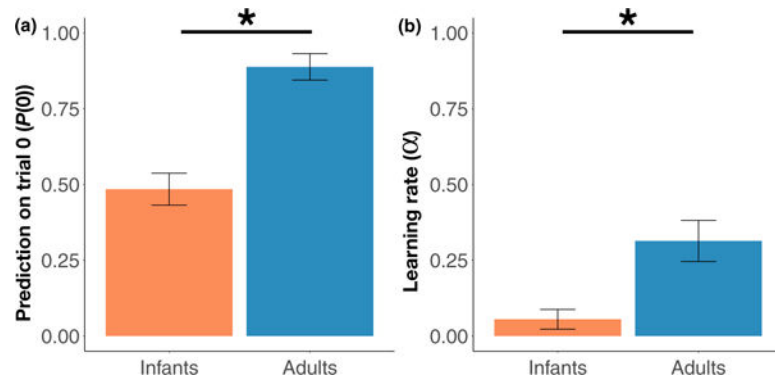 (a)
*
Prediction on trial 0 (P(0))
1.00
0.75
0.50
0.25
0.00
Infants Adults
(b)
*
Learning rate (α)
1.00
0.75
0.50
0.25
0.00
Infants Adults